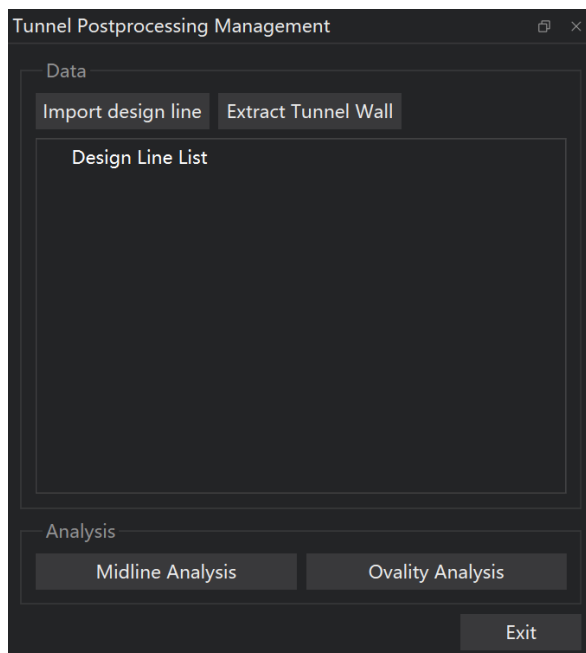 Tunnel Postprocessing Management
Data
Import design line Extract Tunnel Wall
Design Line List
Analysis
Midline Analysis Ovality Analysis
Exit